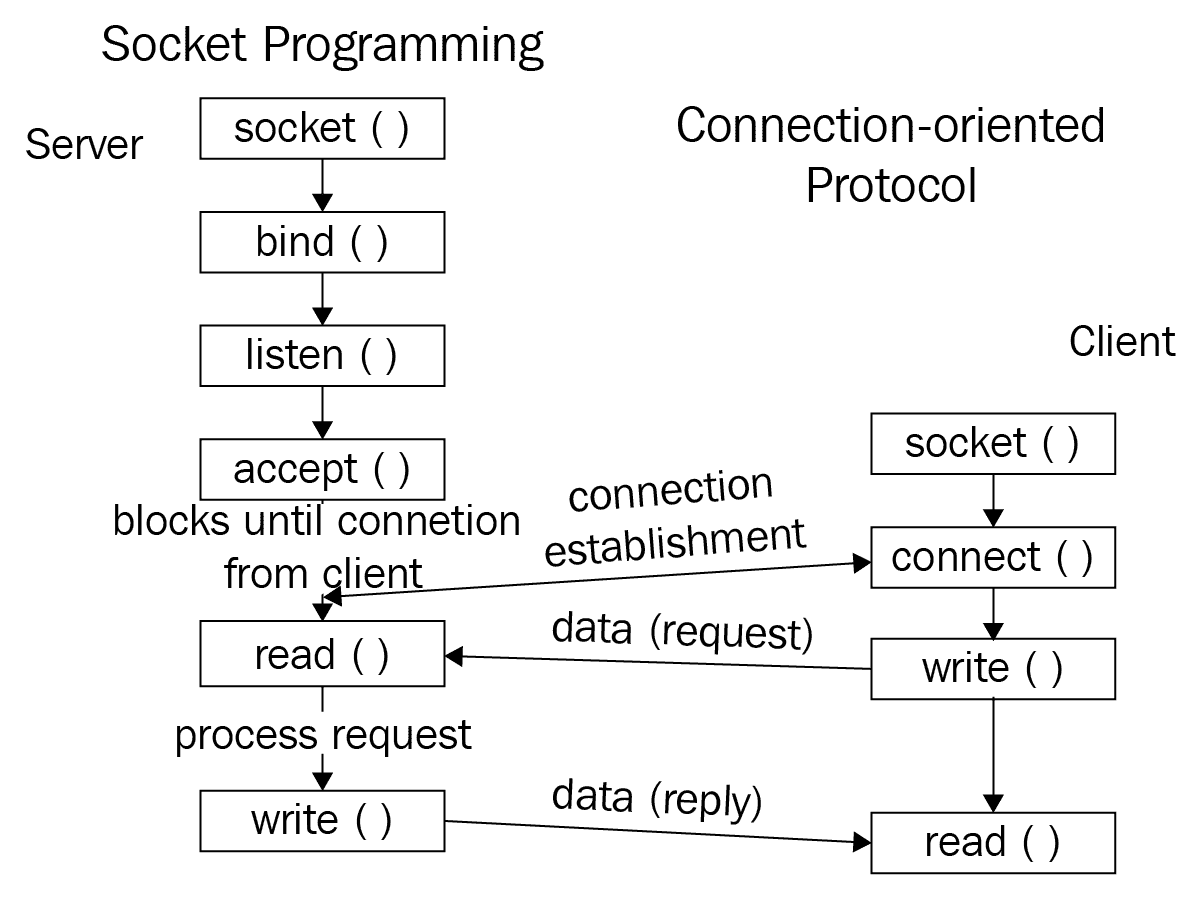 Socket Programming
Server
socket ( )
Connection-oriented
Protocol
bind ( )
listen ( )
Client
accept ( )
socket ( )
blocks until connetion
from client
connection
establishment
connect ( )
read ( )
data (request)
write ( )
process request
write ( )
data (reply)
read ( )